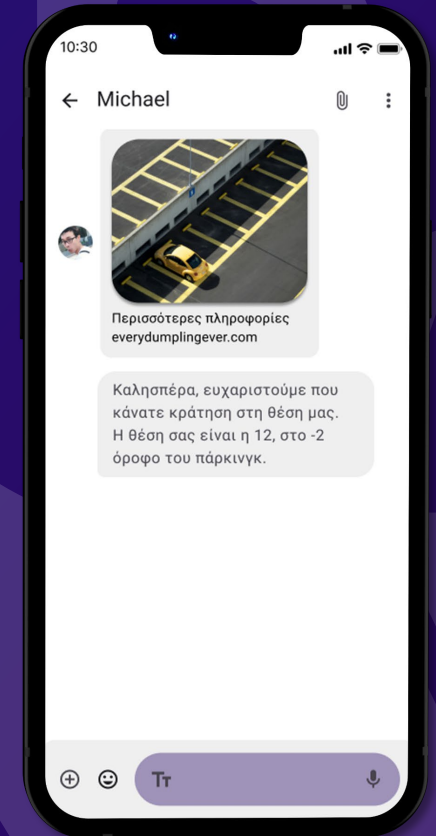 10:30
Michael
Περισσότερες πληροφορίες
everydumplingever.com
Καλησπέρα, ευχαριστούμε που
κάνατε κράτηση στη θέση μας.
Η θέση σας είναι η 12, στο -2
όροφο του πάρκινγκ.
Tт